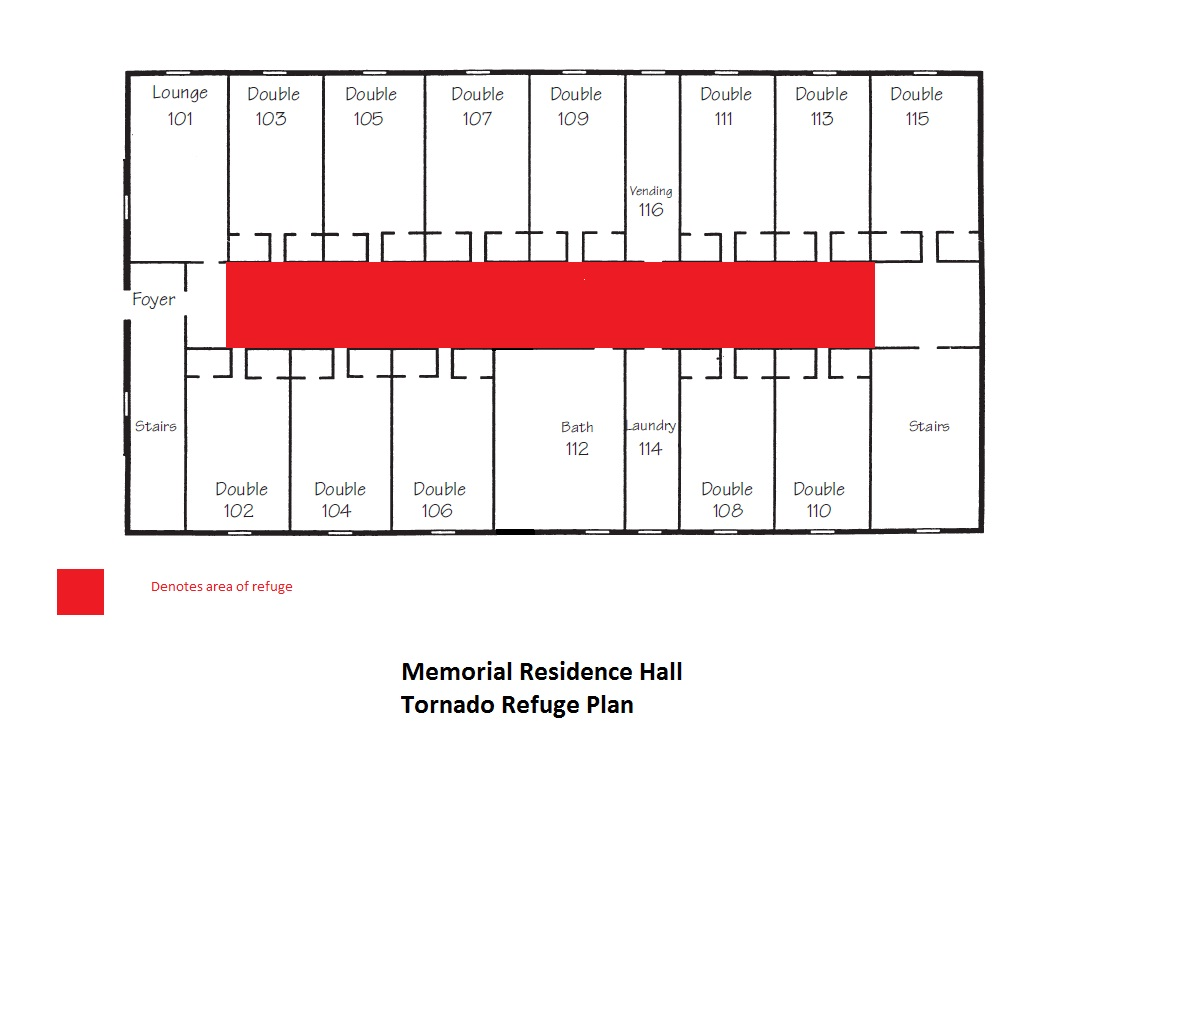 Lounge
101
Double
103
Double
105
Double
107
Double
109
Vending
116
Double
111
Double
113
Double
115
Foyer
Stairs
Double
102
Double
104
Double
106
Bath
112
Laundry
114
Double
108
Double
110
Stairs
Denotes area of refuge
Memorial Residence Hall
Tornado Refuge Plan